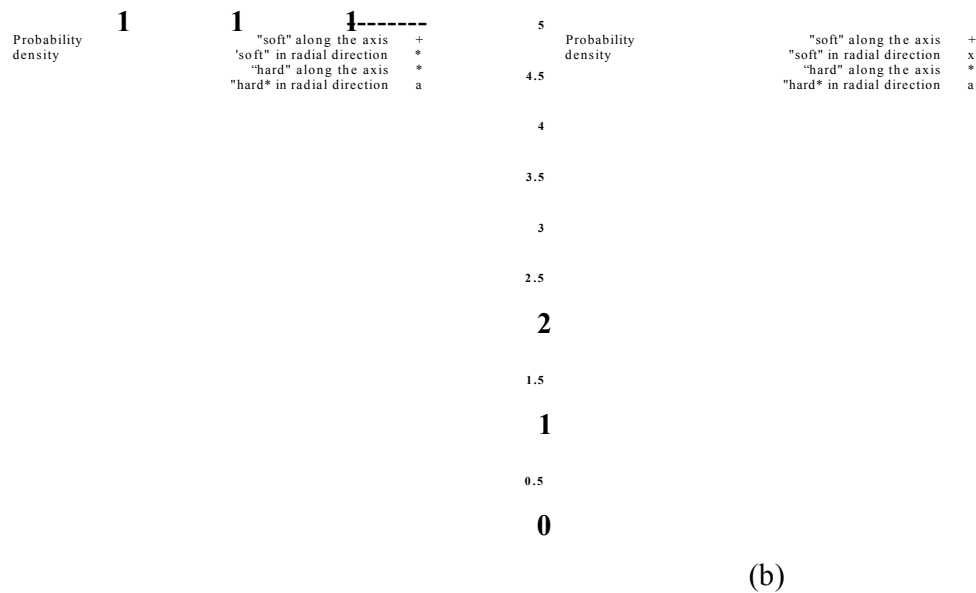 1 1 1--------
Probability
density
"soft" along the axis +
'soft" in radial direction *
“hard" along the axis *
"hard* in radial direction a
5
4.5
4
3.5
3
2.5
2
1.5
1
0.5
0
Probability
density
"soft" along the axis +
"soft" in radial direction x
“hard" along the axis *
"hard* in radial direction a
(b)